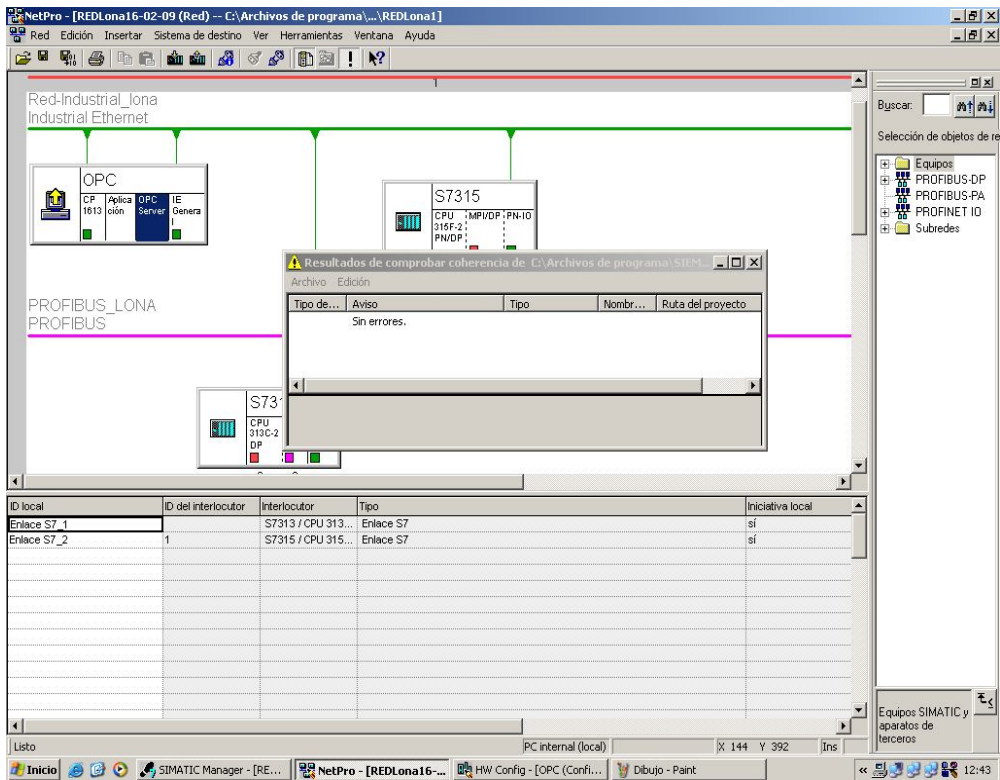 NetPro - [REDLona16-02-09 (Red) -- C:\Archivos de programa\...\REDLona1]
Red Edición Insertar Sistema de destino Ver Herramientas Ventana Ayuda
Red-Industrial_lona
Industrial Ethernet
OPC
CP 1613
Aplica ción
OPC Server
IE Genera l
S7315
CPU 315F-2 PN/DP
MPI/DP
PN-IO
PROFIBUS_LONA
PROFIBUS
S731
CPU 313C-2 DP
Resultados de comprobar coherencia de C:\Archivos de programa\SIEM...
Archivo Edición
Tipo de... Aviso Tipo Nombr... Ruta del proyecto
Sin errores.
Buscar:
Selección de objetos de re
Equipos
PROFIBUS-DP
PROFIBUS-PA
PROFINET IO
Subredes
ID local ID del interlocutor Interlocutor Tipo Iniciativa local
Enlace S7_1 S7313 / CPU 313... Enlace S7 sí
Enlace S7_2 1 S7315 / CPU 315... Enlace S7 sí
Equipos SIMATIC y
aparatos de
terceros
Listo PC internal (local) X 144 Y 392 Ins
Inicio SIMATIC Manager - [RE... NetPro - [REDLona16-... HW Config - [OPC (Confi... Dibujo - Paint « 12:43